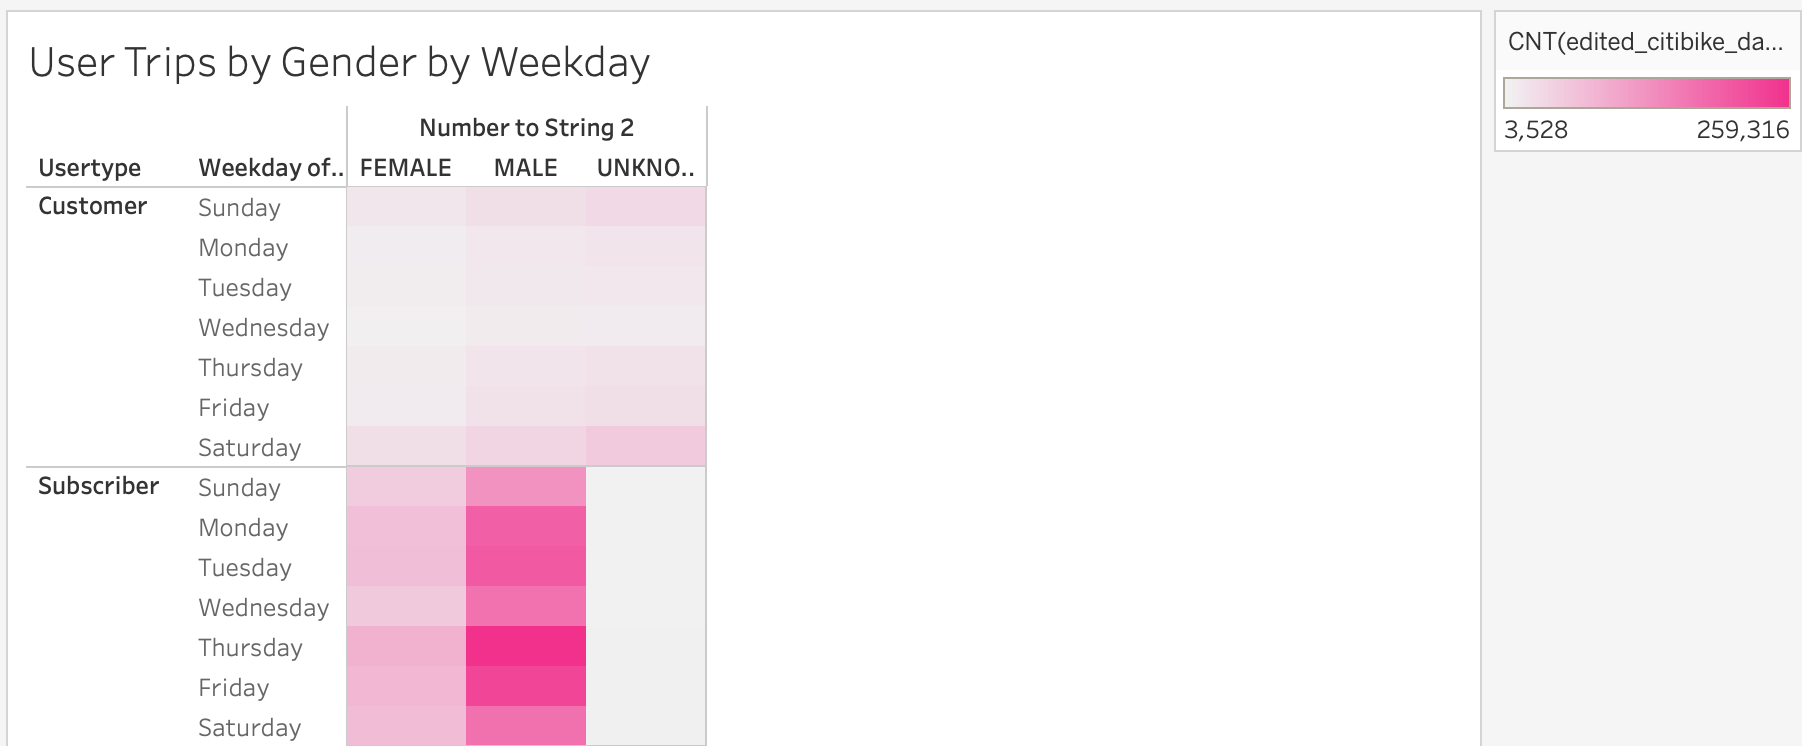 User Trips by Gender by Weekday
Number to String 2
Usertype Weekday of.. FEMALE MALE UNKNO..
Customer Sunday
Monday
Tuesday
Wednesday
Thursday
Friday
Saturday
Subscriber Sunday
Monday
Tuesday
Wednesday
Thursday
Friday
Saturday
CNT(edited_citibike_da...
3,528 259,316